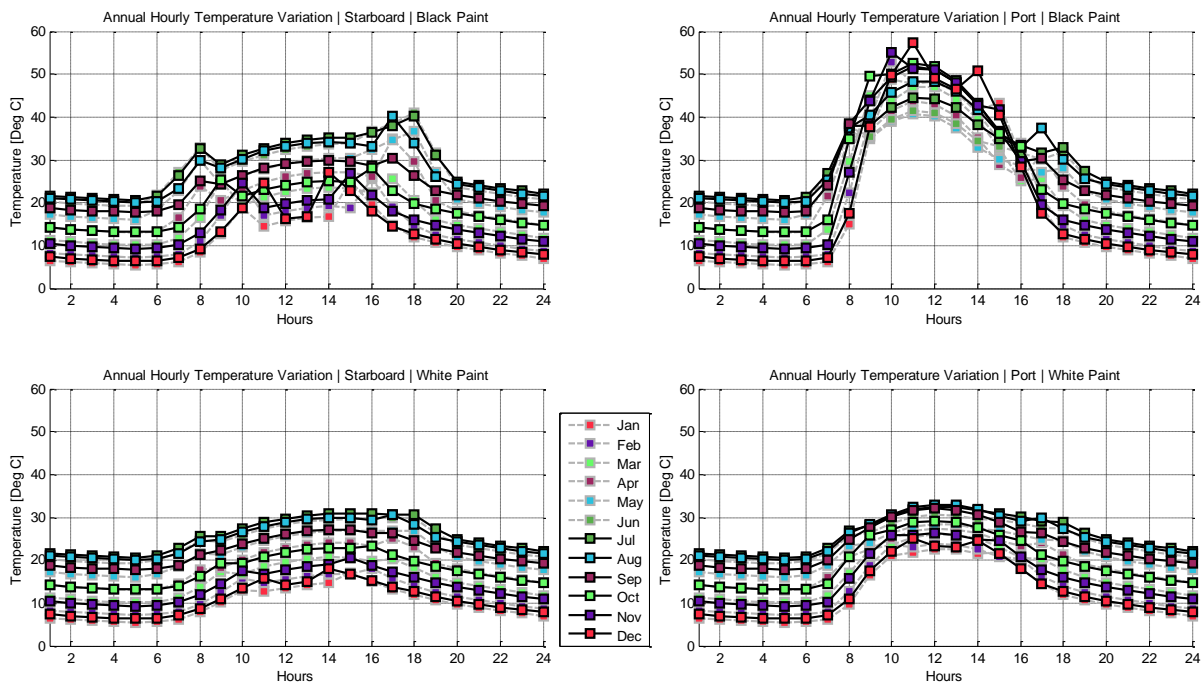 Annual Hourly Temperature Variation | Starboard | Black Paint
Temperature [Deg C]
60
50
40
30
20
10
0
2 4 6 8 10 12 14 16 18 20 22 24
Hours
Annual Hourly Temperature Variation | Port | Black Paint
Temperature [Deg C]
60
50
40
30
20
10
0
2 4 6 8 10 12 14 16 18 20 22 24
Hours
Annual Hourly Temperature Variation | Starboard | White Paint
Temperature [Deg C]
60
50
40
30
20
10
0
2 4 6 8 10 12 14 16 18 20 22 24
Hours
Jan
Feb
Mar
Apr
May
Jun
Jul
Aug
Sep
Oct
Nov
Dec
Annual Hourly Temperature Variation | Port | White Paint
Temperature [Deg C]
60
50
40
30
20
10
0
2 4 6 8 10 12 14 16 18 20 22 24
Hours